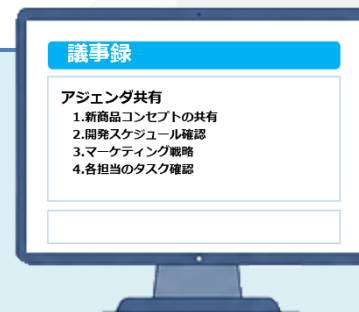 議事録
アジェンダ共有
1.新商品コンセプトの共有
2.開発スケジュール確認
3.マーケティング戦略
4.各担当のタスク確認